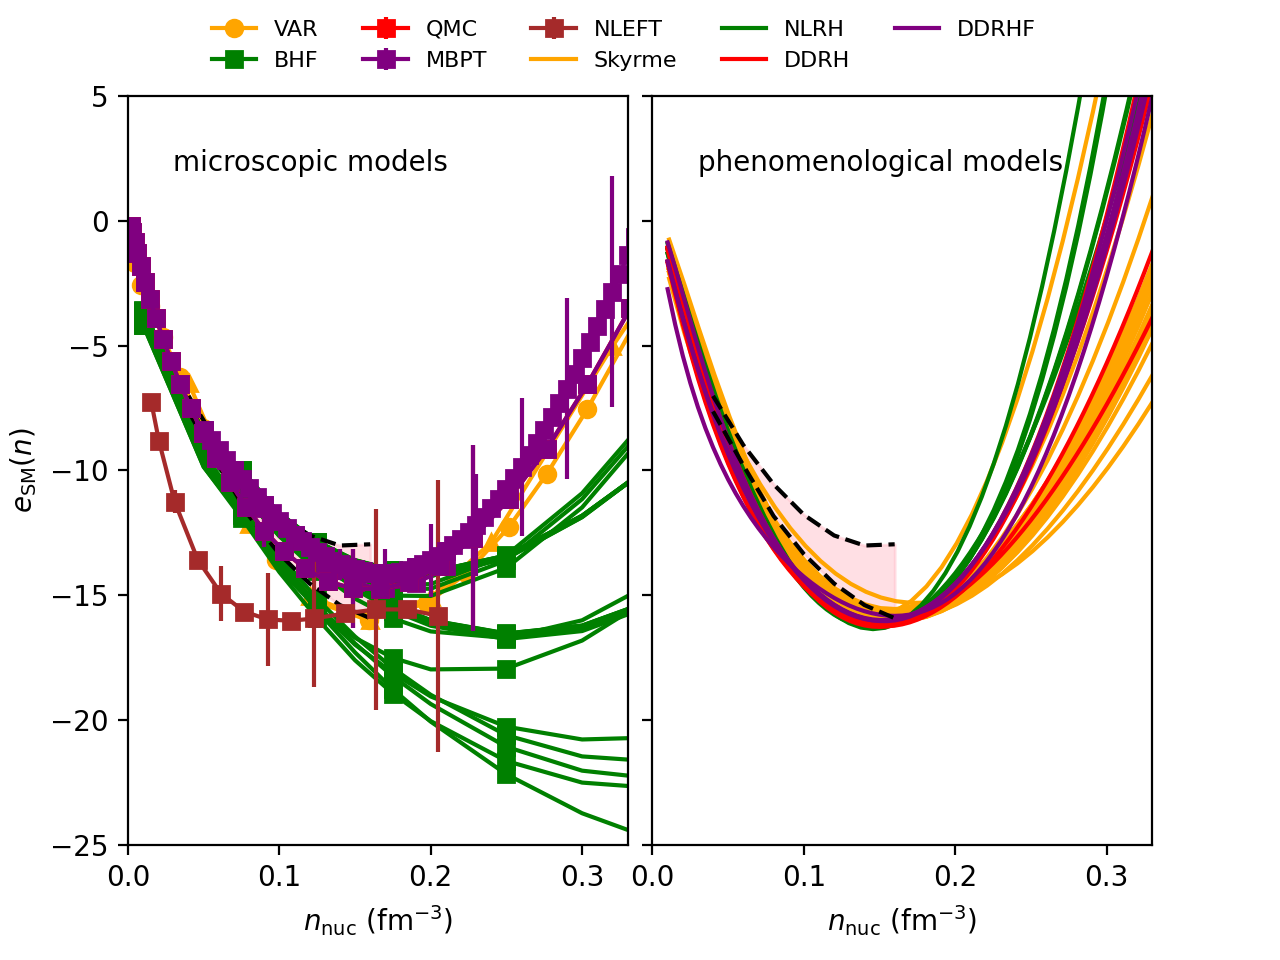 VAR QMC NLEFT NLRH DDRHF
BHF MBPT Skyrme DDRH
microscopic models
phenomenological models
5
0
−5
−10
−15
−20
−25
e_SM(n)
0.0 0.1 0.2 0.3
0.0 0.1 0.2 0.3
n_nuc (fm⁻³)
n_nuc (fm⁻³)